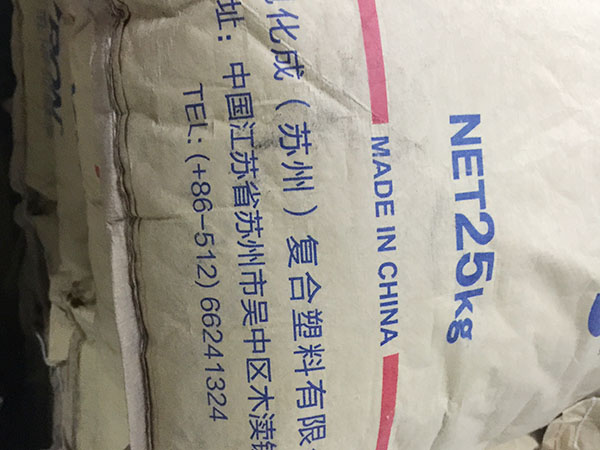 NET25kg
MADE IN CHINA
化成（苏州）复合塑料有限
址：中国江苏省苏州市吴中区木渎镇
TEL: (+86-512) 66241324